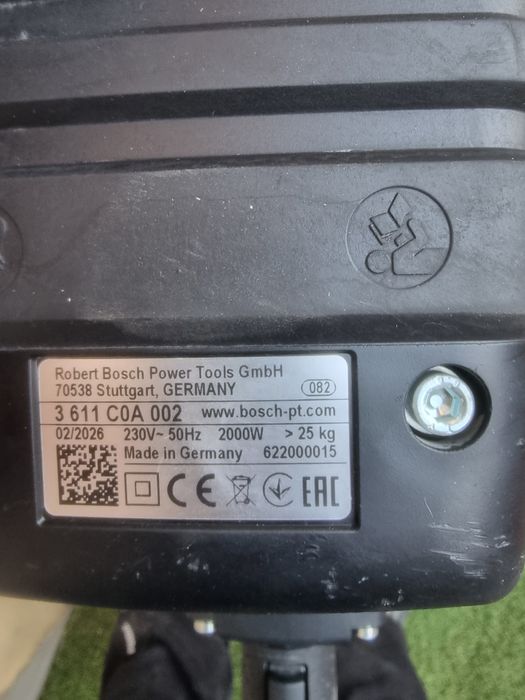 Robert Bosch Power Tools GmbH
70538 Stuttgart, GERMANY 082
3 611 C0A 002 www.bosch-pt.com
02/2026 230V~ 50Hz 2000W > 25 kg
Made in Germany 622000015
CE EAC